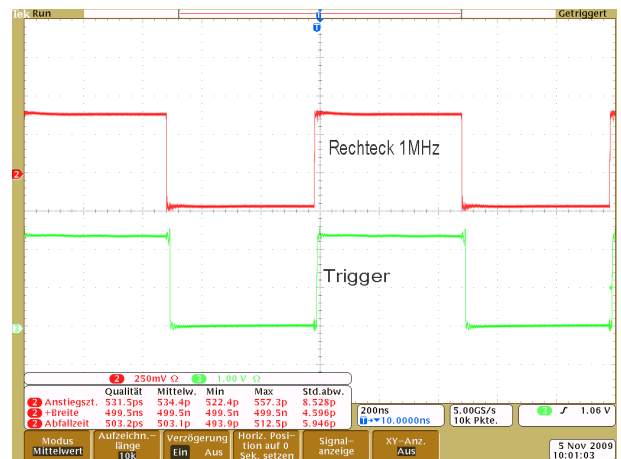 Tek Run Getriggert
T
T
Rechteck 1MHz
2
Trigger
3
2 250mV Ω 3 1.00 V Ω
Qualität Mittelw. Min Max Std.abw.
2 Anstiegszt. 531.5ps 534.4p 522.4p 557.3p 8.528p
2 +Breite 499.5ns 499.5n 499.5n 499.5n 4.596p
2 Abfallzeit 503.2ps 503.1p 493.9p 512.5p 5.946p
200ns
T→▾10.0000ns
5.00GS/s
10k Pkte.
3 1.06 V
Modus
Mittelwert
Aufzeichn.-
länge
10k
Verzögerung
Ein Aus
Horiz. Posi-
tion auf 0
Sek. setzen
Signal-
anzeige
XY-Anz.
Aus
5 Nov 2009
10:01:03